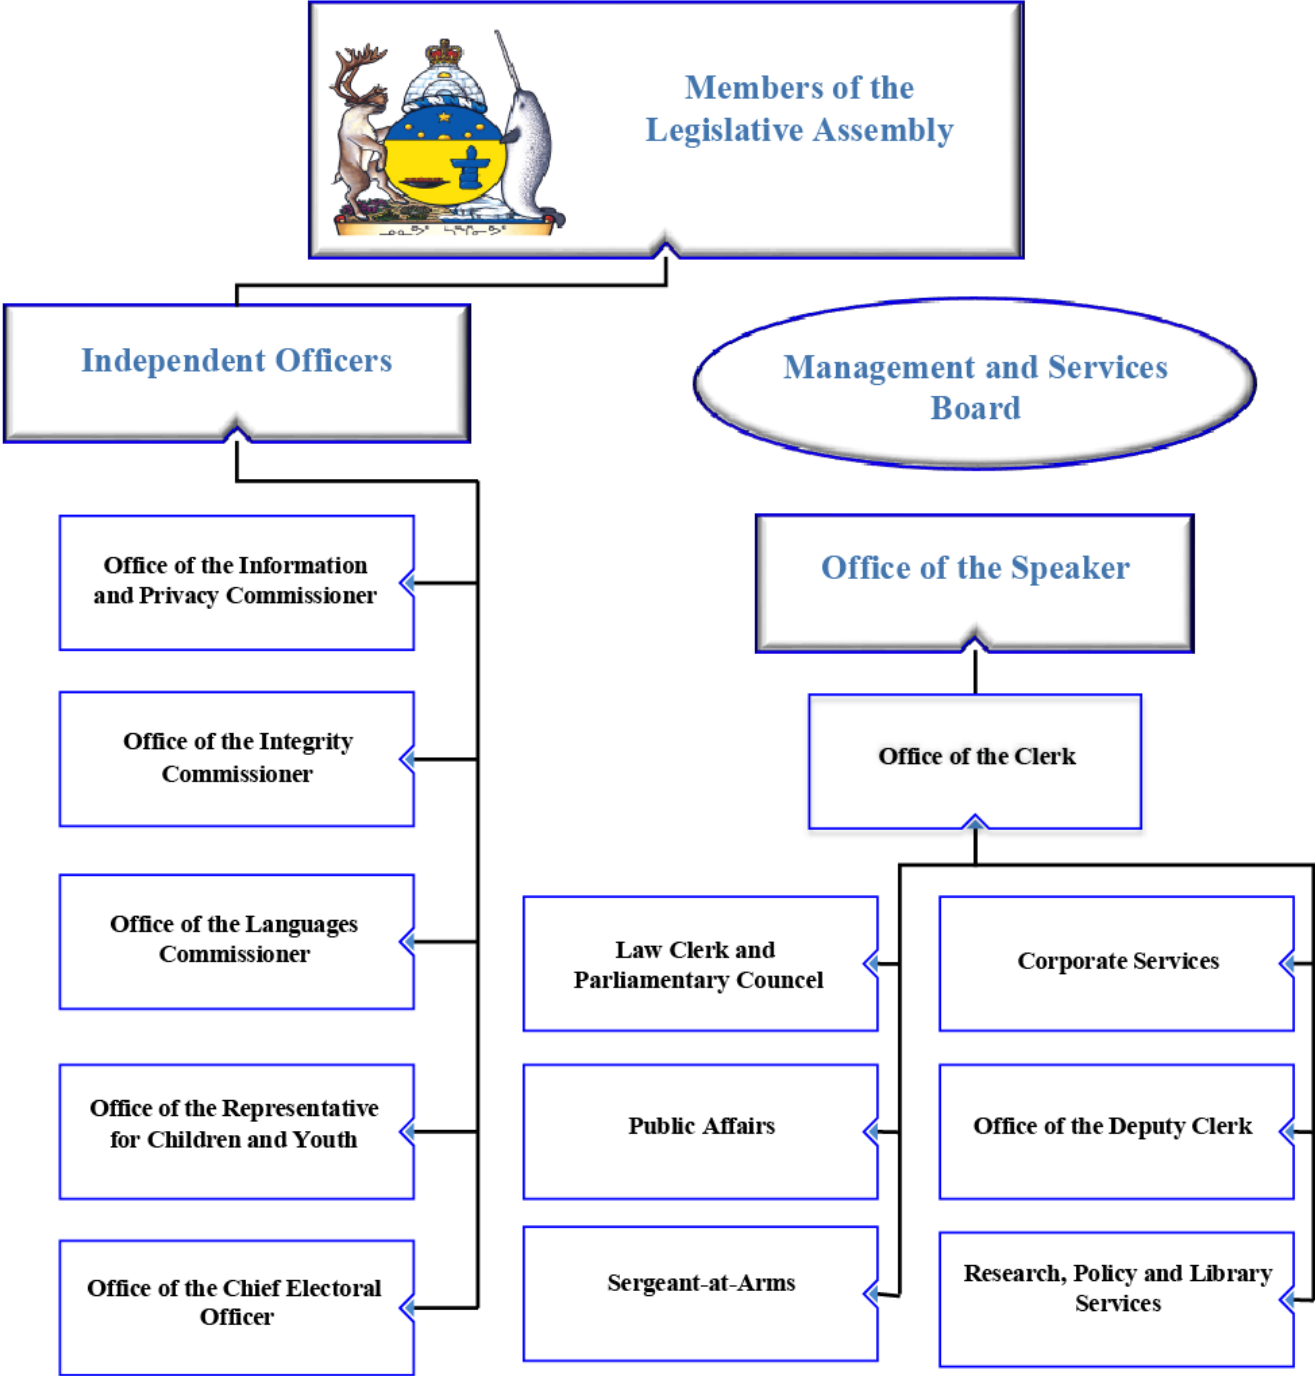 Members of the
Legislative Assembly
Independent Officers
Management and Services
Board
Office of the Speaker
Office of the Information
and Privacy Commissioner
Office of the Integrity
Commissioner
Office of the Languages
Commissioner
Office of the Representative
for Children and Youth
Office of the Chief Electoral
Officer
Office of the Clerk
Law Clerk and
Parliamentary Councel
Public Affairs
Sergeant-at-Arms
Corporate Services
Office of the Deputy Clerk
Research, Policy and Library
Services